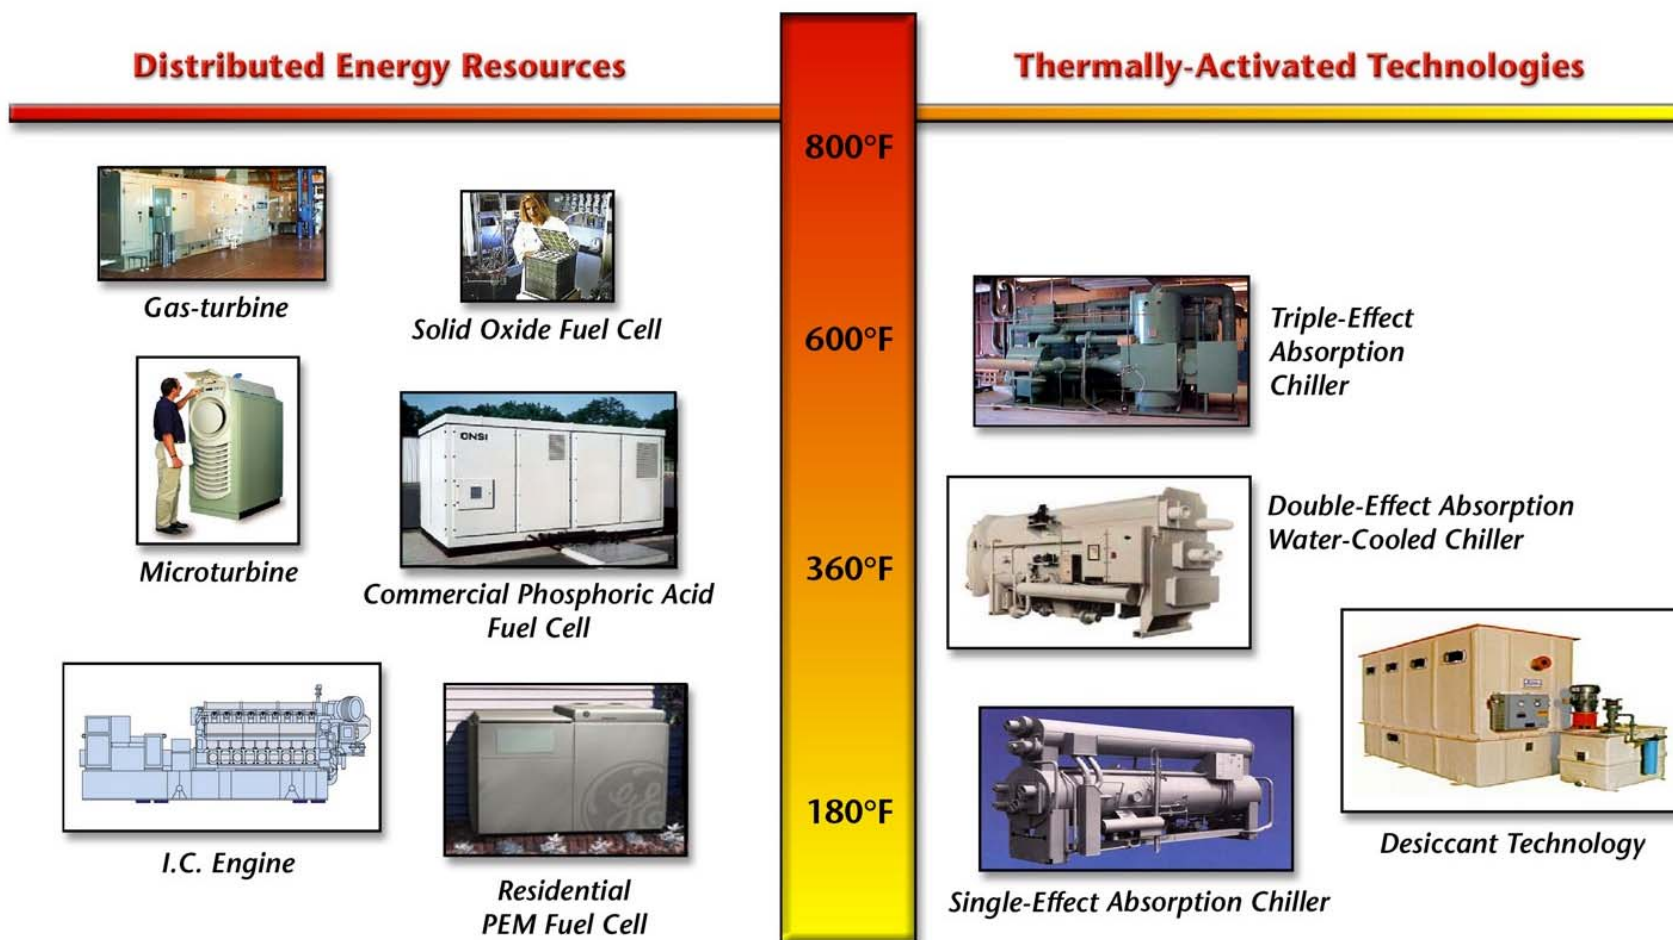 Distributed Energy Resources
Thermally-Activated Technologies
800°F
600°F
360°F
180°F
Gas-turbine
Solid Oxide Fuel Cell
Microturbine
ONSI
Commercial Phosphoric Acid
Fuel Cell
I.C. Engine
GE
Residential
PEM Fuel Cell
Triple-Effect
Absorption
Chiller
Double-Effect Absorption
Water-Cooled Chiller
Desiccant Technology
Single-Effect Absorption Chiller